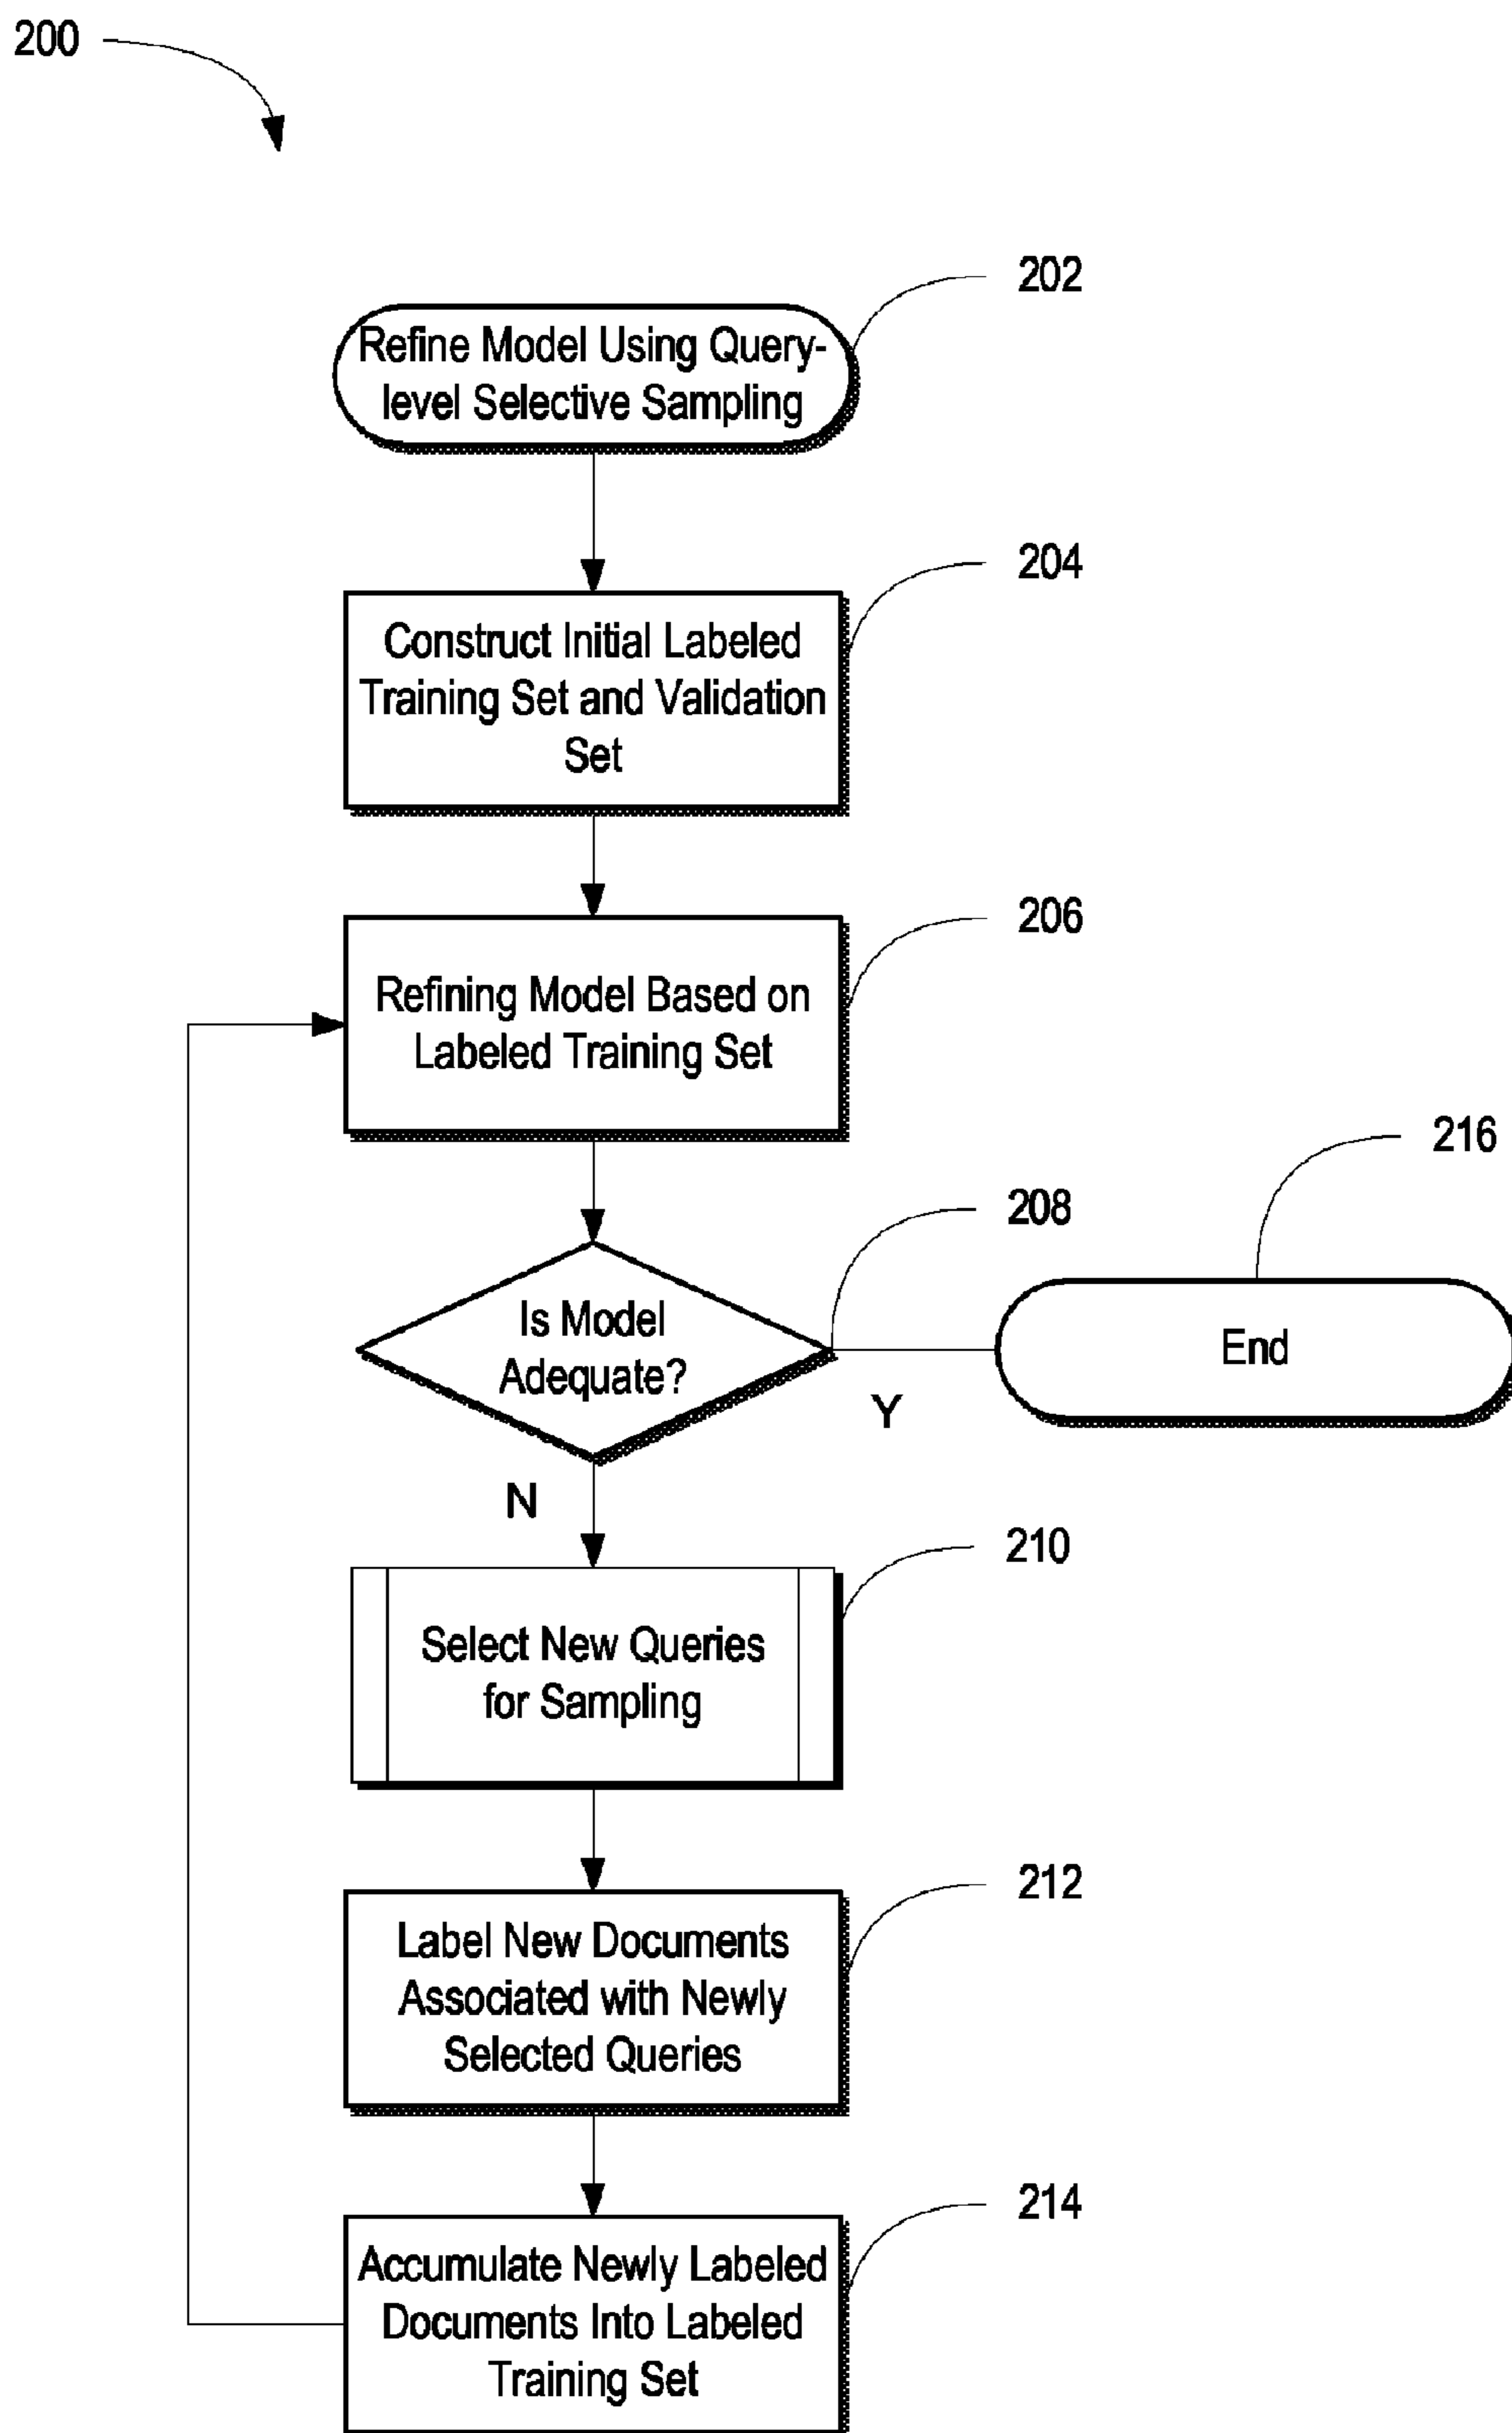 200
202
Refine Model Using Query-
level Selective Sampling
204
Construct Initial Labeled
Training Set and Validation
Set
206
Refining Model Based on
Labeled Training Set
216
208
Is Model
Adequate?
End
Y
N
210
Select New Queries
for Sampling
212
Label New Documents
Associated with Newly
Selected Queries
214
Accumulate Newly Labeled
Documents Into Labeled
Training Set